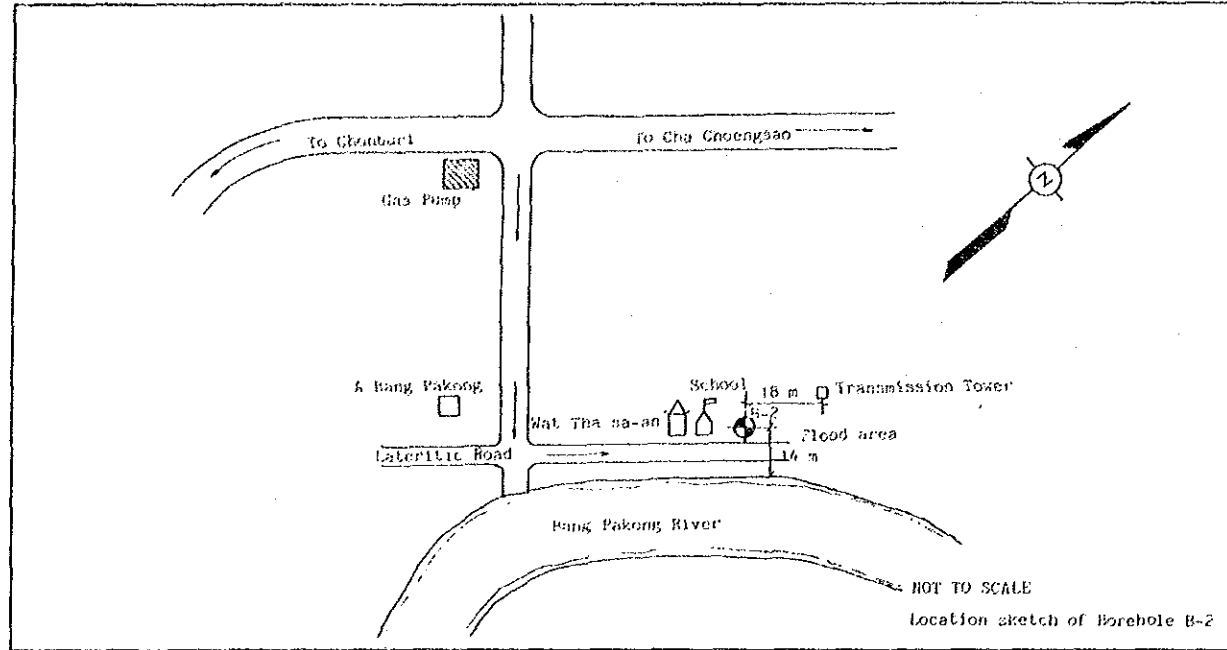 To Chonburi
To Cha Choengsao
N
Gas Pump
A Bang Pakong
School
18 m
Transmission Tower
B-2
Wat Tha sa-an
Flood area
Lateritic Road
14 m
Bang Pakong River
NOT TO SCALE
Location sketch of Borehole B-2